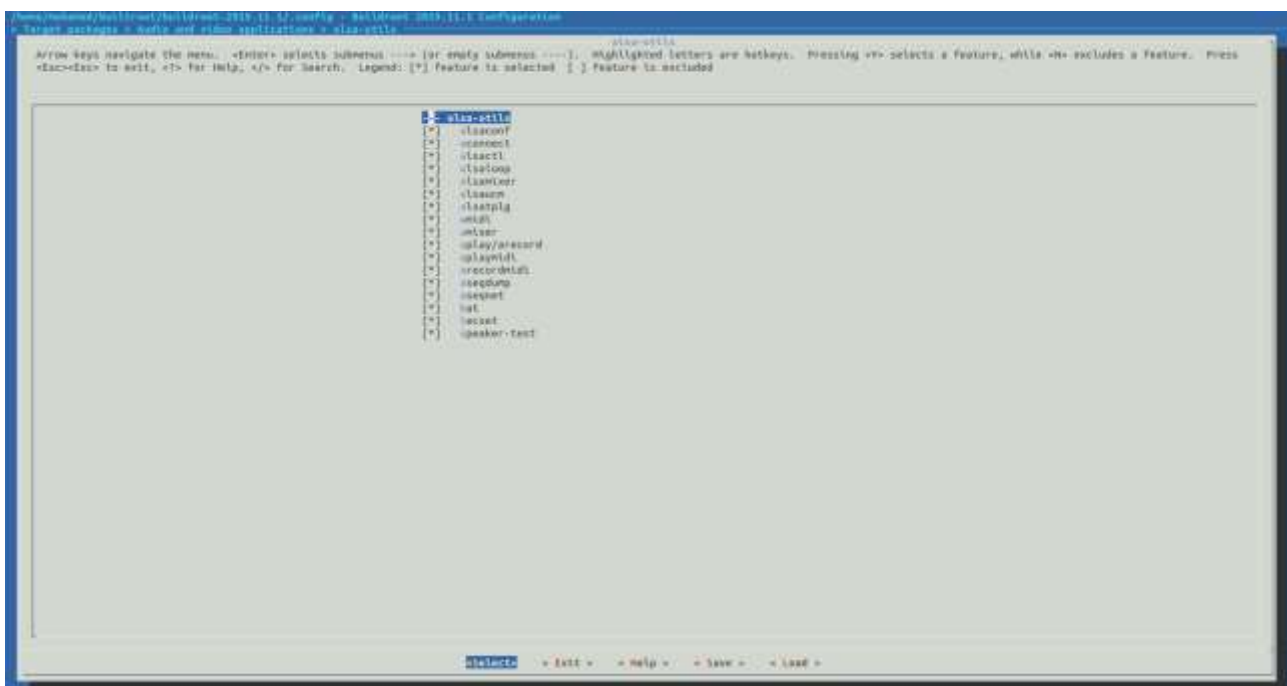 /home/mohamed/buildroot/buildroot-2019.11.1/.config - Buildroot 2019.11.1 Configuration
> Target packages > Audio and video applications > alsa-utils
alsa-utils
Arrow keys navigate the menu. <Enter> selects submenus ---> (or empty submenus ----). Highlighted letters are hotkeys. Pressing <Y> selects a feature, while <N> excludes a feature. Press
<Esc><Esc> to exit, <?> for Help, </> for Search. Legend: [*] feature is selected [ ] feature is excluded
-*- alsa-utils
[*] alsaconf
[*] aconnect
[*] alsactl
[*] alsaloop
[*] alsamixer
[*] alsaucm
[*] alsatplg
[*] amidi
[*] amixer
[*] aplay/arecord
[*] aplaymidi
[*] arecordmidi
[*] aseqdump
[*] aseqnet
[*] bat
[*] iecset
[*] speaker-test
<Select> < Exit > < Help > < Save > < Load >